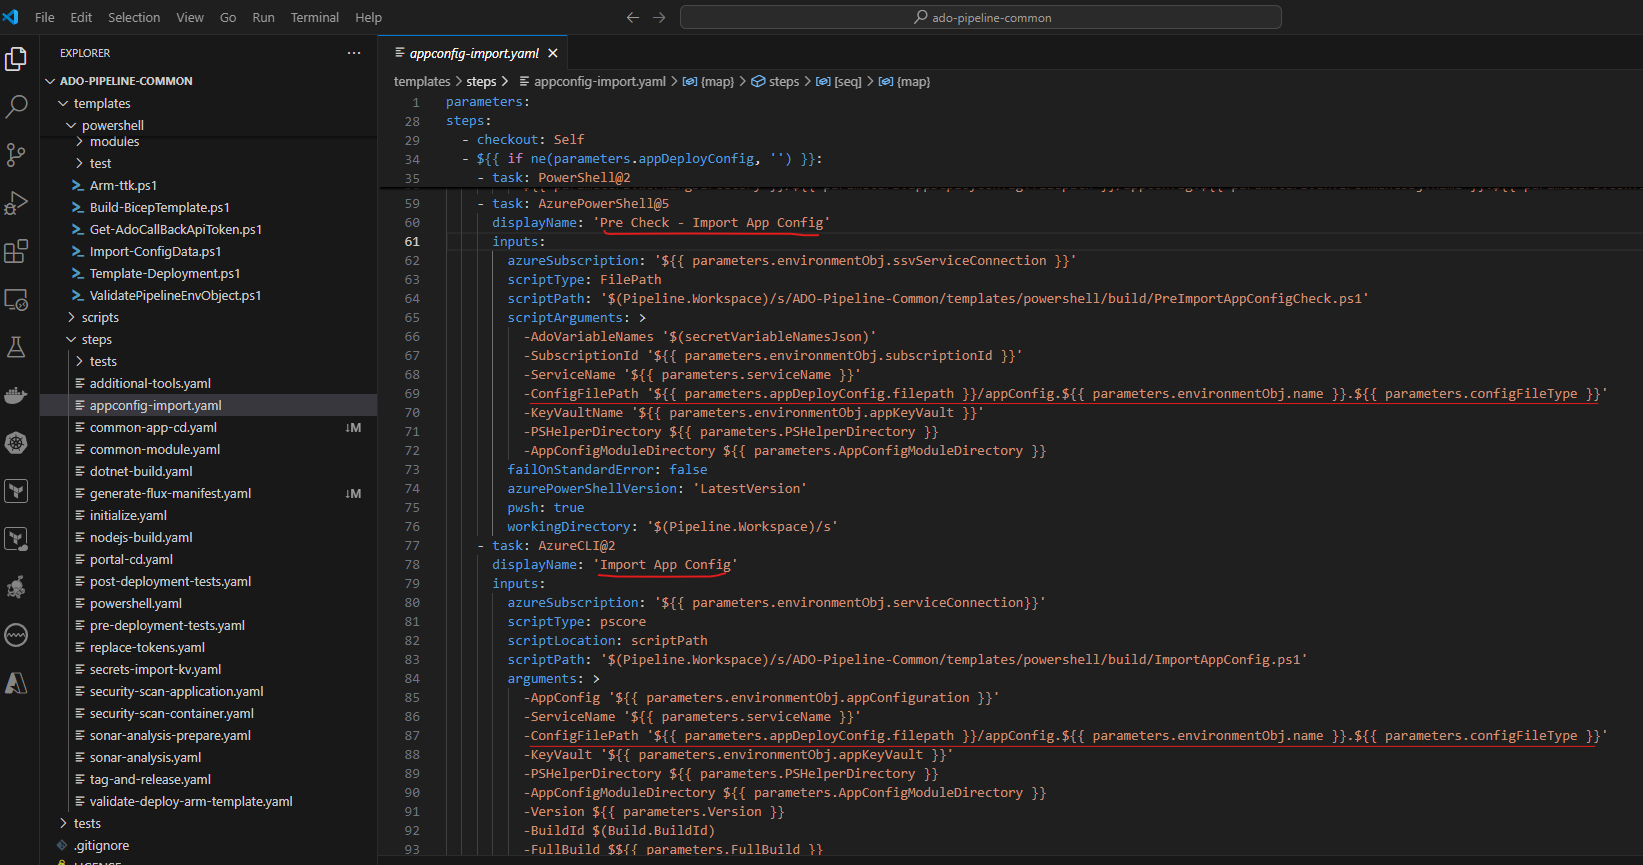 File Edit Selection View Go Run Terminal Help
ado-pipeline-common
EXPLORER
ADO-PIPELINE-COMMON
templates
powershell
modules
test
Arm-ttk.ps1
Build-BicepTemplate.ps1
Get-AdoCallBackApiToken.ps1
Import-ConfigData.ps1
Template-Deployment.ps1
ValidatePipelineEnvObject.ps1
scripts
steps
tests
additional-tools.yaml
appconfig-import.yaml
common-app-cd.yaml ↓M
common-module.yaml
dotnet-build.yaml
generate-flux-manifest.yaml ↓M
initialize.yaml
nodejs-build.yaml
portal-cd.yaml
post-deployment-tests.yaml
powershell.yaml
pre-deployment-tests.yaml
replace-tokens.yaml
secrets-import-kv.yaml
security-scan-application.yaml
security-scan-container.yaml
sonar-analysis-prepare.yaml
sonar-analysis.yaml
tag-and-release.yaml
validate-deploy-arm-template.yaml
tests
.gitignore
appconfig-import.yaml
templates > steps > appconfig-import.yaml > {map} > steps > [seq] > {map}
1 parameters:
28 steps:
29 - checkout: Self
34 - ${{ if ne(parameters.appDeployConfig, '') }}:
35 - task: PowerShell@2
59 - task: AzurePowerShell@5
60 displayName: 'Pre Check - Import App Config'
61 inputs:
62 azureSubscription: '${{ parameters.environmentObj.ssvServiceConnection }}'
63 scriptType: FilePath
64 scriptPath: '$(Pipeline.Workspace)/s/ADO-Pipeline-Common/templates/powershell/build/PreImportAppConfigCheck.ps1'
65 scriptArguments: >
66 -AdoVariableNames '$(secretVariableNamesJson)'
67 -SubscriptionId '${{ parameters.environmentObj.subscriptionId }}'
68 -ServiceName '${{ parameters.serviceName }}'
69 -ConfigFilePath '${{ parameters.appDeployConfig.filepath }}/appConfig.${{ parameters.environmentObj.name }}.${{ parameters.configFileType }}'
70 -KeyVaultName '${{ parameters.environmentObj.appKeyVault }}'
71 -PSHelperDirectory ${{ parameters.PSHelperDirectory }}
72 -AppConfigModuleDirectory ${{ parameters.AppConfigModuleDirectory }}
73 failOnStandardError: false
74 azurePowerShellVersion: 'LatestVersion'
75 pwsh: true
76 workingDirectory: '$(Pipeline.Workspace)/s'
77 - task: AzureCLI@2
78 displayName: 'Import App Config'
79 inputs:
80 azureSubscription: '${{ parameters.environmentObj.serviceConnection}}'
81 scriptType: pscore
82 scriptLocation: scriptPath
83 scriptPath: '$(Pipeline.Workspace)/s/ADO-Pipeline-Common/templates/powershell/build/ImportAppConfig.ps1'
84 arguments: >
85 -AppConfig '${{ parameters.environmentObj.appConfiguration }}'
86 -ServiceName '${{ parameters.serviceName }}'
87 -ConfigFilePath '${{ parameters.appDeployConfig.filepath }}/appConfig.${{ parameters.environmentObj.name }}.${{ parameters.configFileType }}'
88 -KeyVault '${{ parameters.environmentObj.appKeyVault }}'
89 -PSHelperDirectory ${{ parameters.PSHelperDirectory }}
90 -AppConfigModuleDirectory ${{ parameters.AppConfigModuleDirectory }}
91 -Version ${{ parameters.Version }}
92 -BuildId $(Build.BuildId)
93 -FullBuild $${{ parameters.FullBuild }}